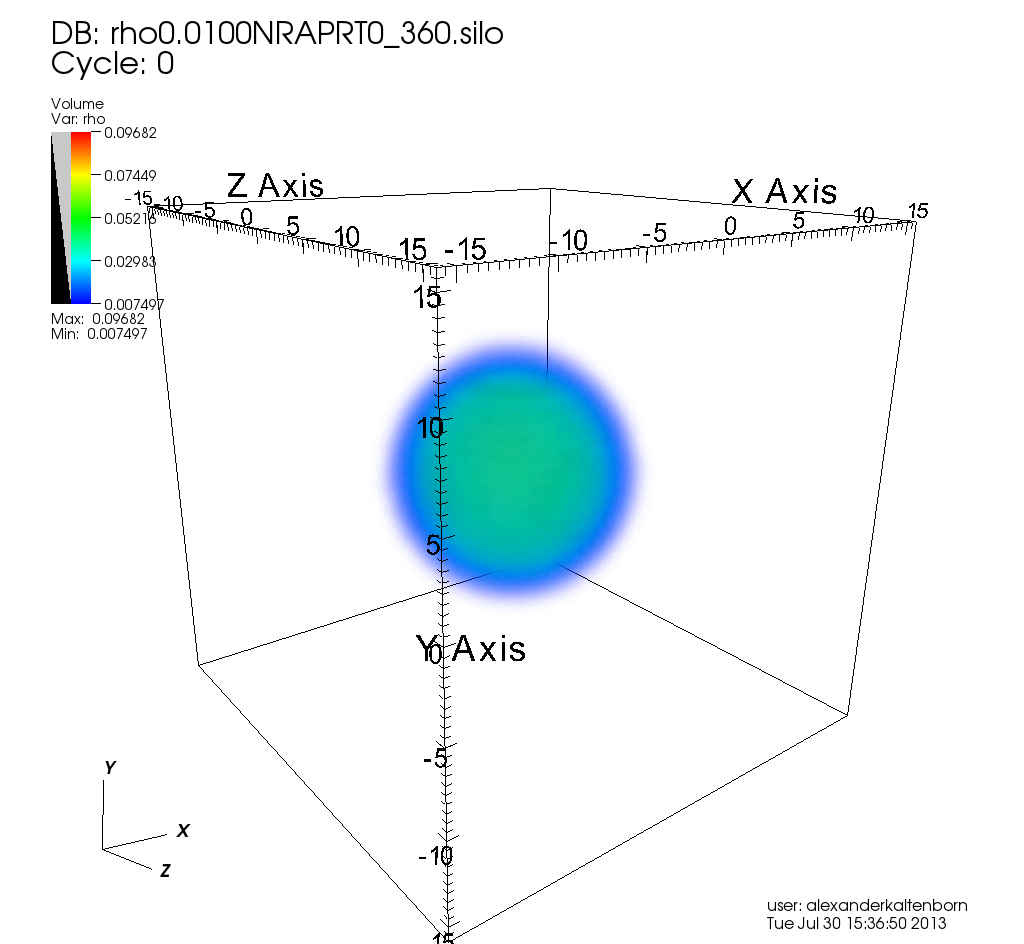 DB: rho0.0100NRAPRT0_360.silo
Cycle: 0
Volume
Var: rho
0.09682
0.07449
0.05216
0.02983
0.007497
Max: 0.09682
Min: 0.007497
Z Axis
X Axis
-15 -10 -5 0 5 10 15
-15 -10 -5 0 5 10 15
15
10
5
Y Axis
0
-5
-10
15
Y
X
Z
user: alexanderkaltenborn
Tue Jul 30 15:36:50 2013